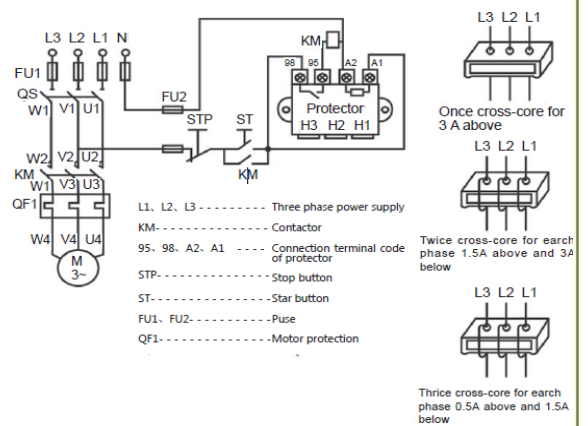 L3 L2 L1 N
FU1
QS
W1 V1 U1
FU2
STP
ST
KM
W2 V2 U2
KM
W1 V3 U3
QF1
W4 V4 U4
M
3~
KM
98 95 A2 A1
Protector
H3 H2 H1
L1、L2、L3 - - - - - - - - - Three phase power supply
KM- - - - - - - - - - - - - - Contactor
95、98、A2、A1 - - - - Connection terminal code
of protector
STP- - - - - - - - - - - - - -Stop button
ST- - - - - - - - - - - - - - -Star button
FU1、FU2- - - - - - - - - - -Puse
QF1- - - - - - - - - - - - - -Motor protection
L3 L2 L1
Once cross-core for
3 A above
L3 L2 L1
Twice cross-core for earch
phase 1.5A above and 3A
below
L3 L2 L1
Thrice cross-core for earch
phase 0.5A above and 1.5A
below